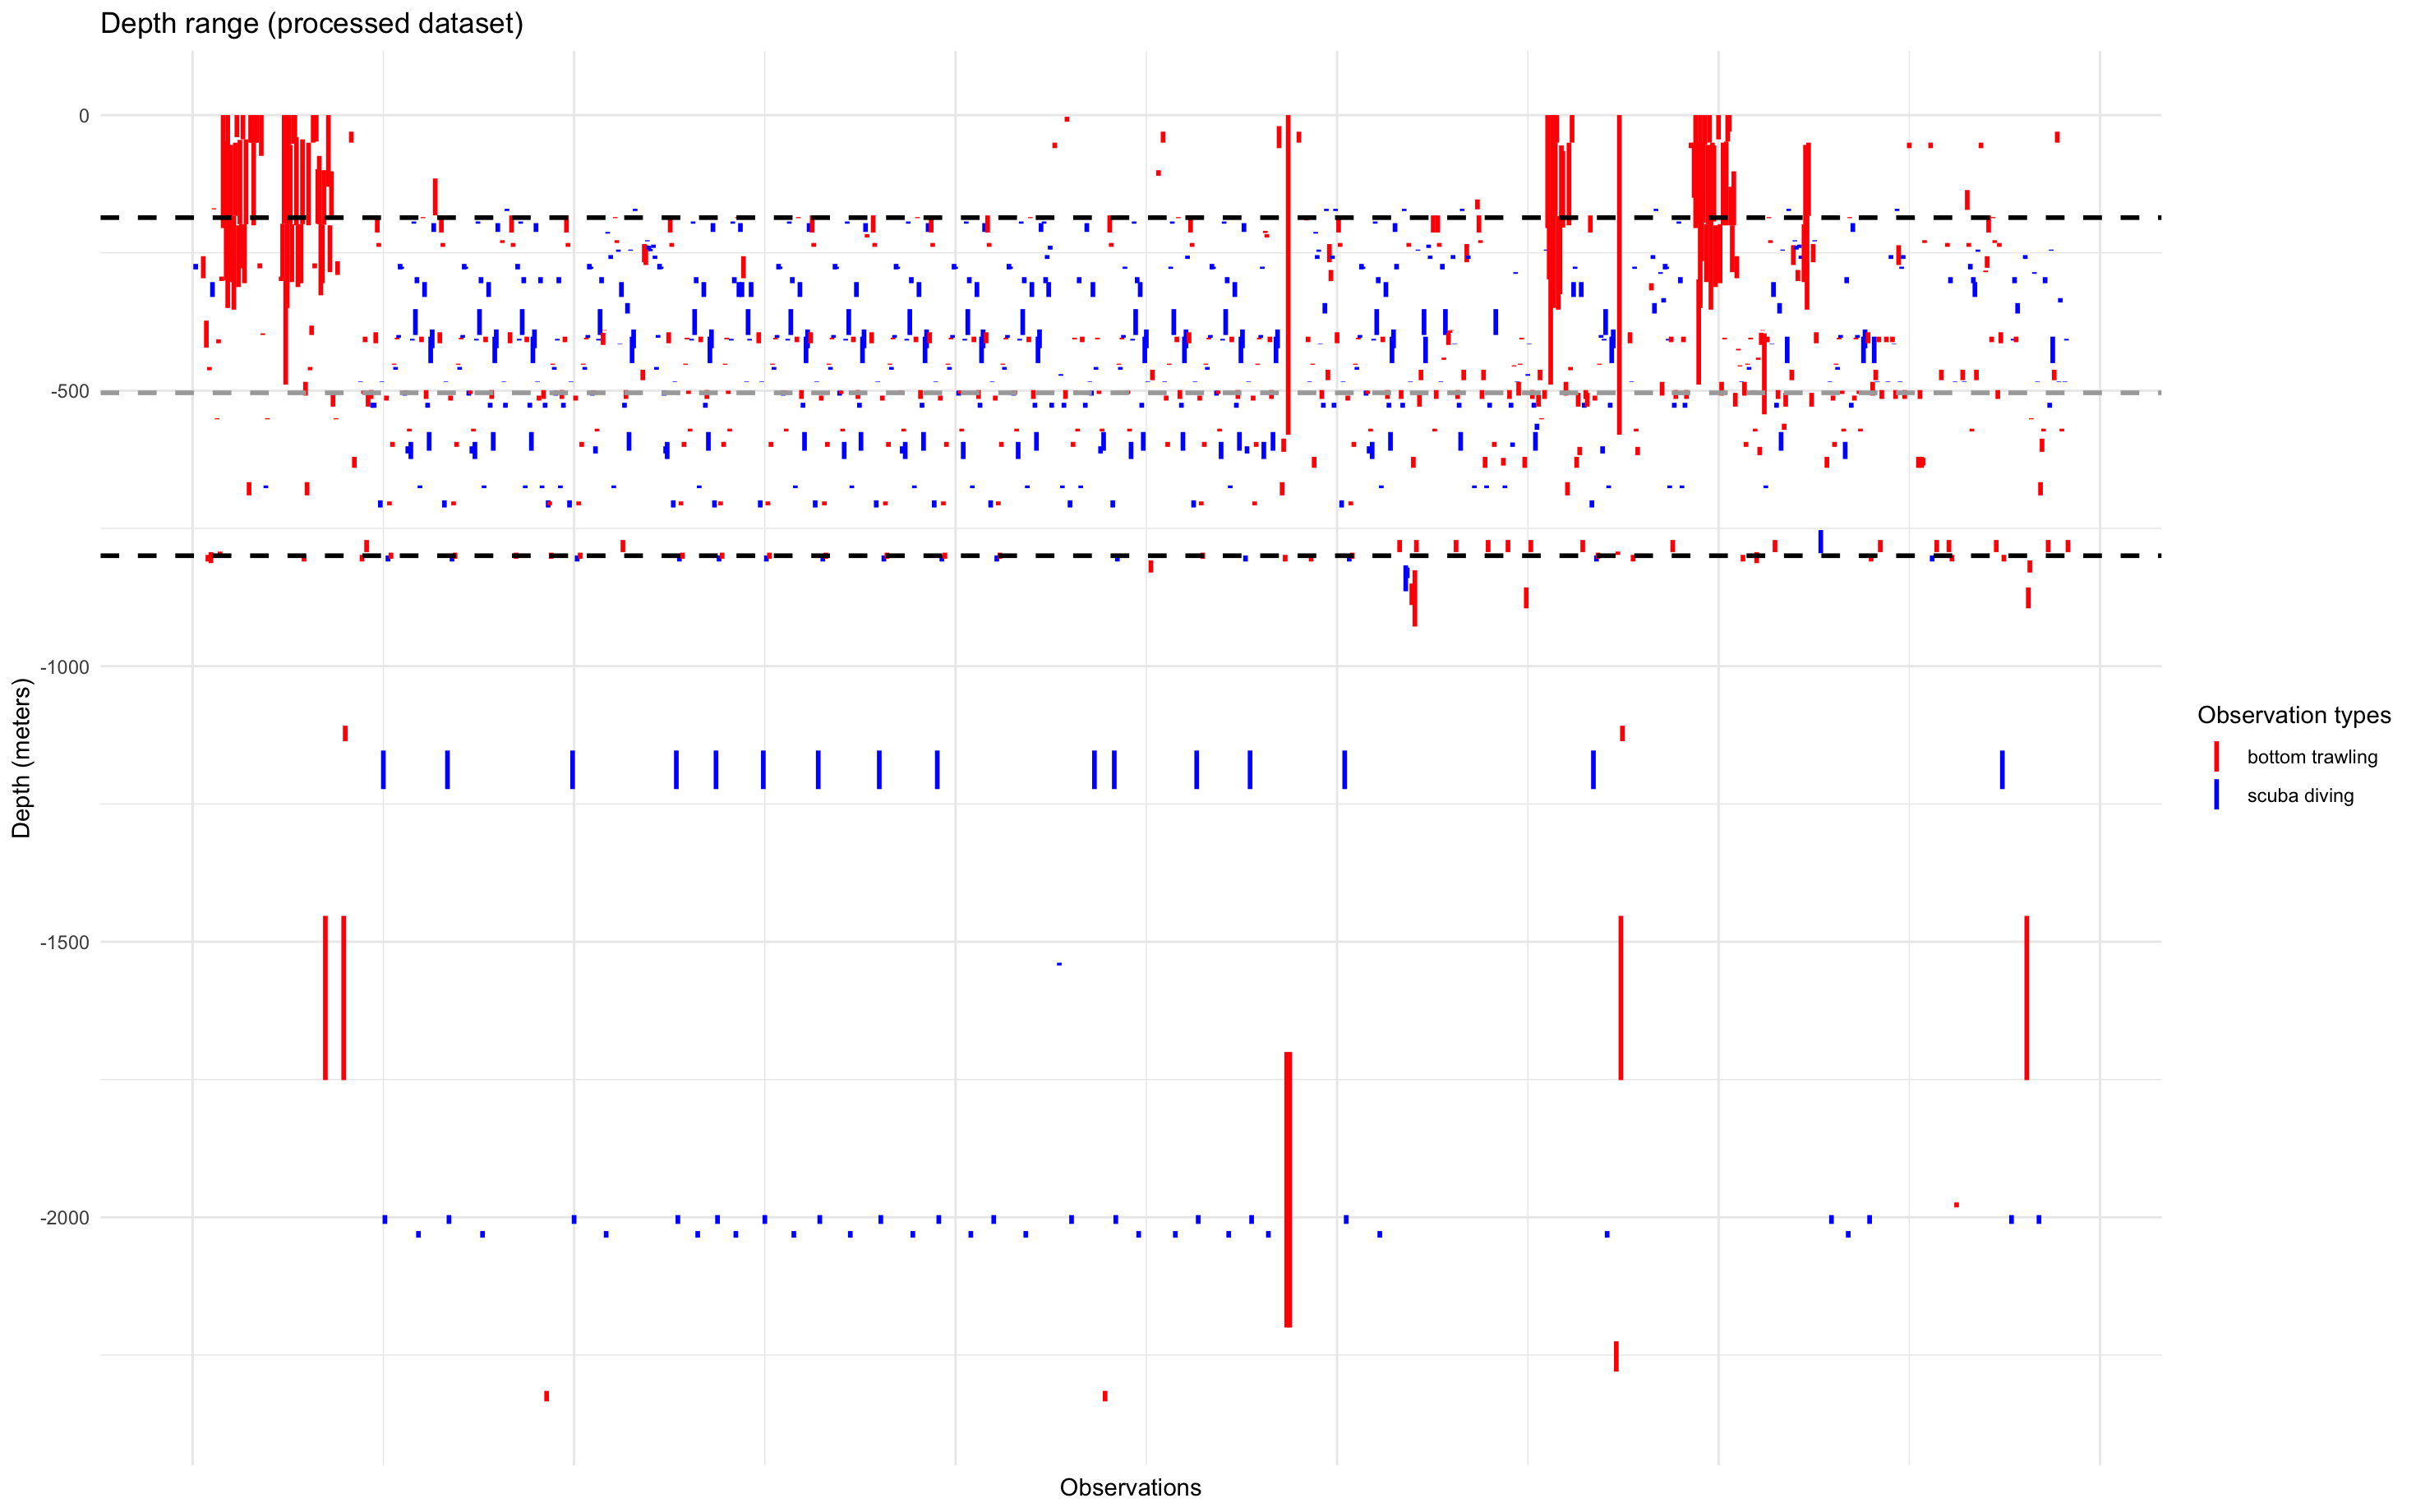 Depth range (processed dataset)
0
-500
-1000
-1500
-2000
Depth (meters)
Observations
Observation types
bottom trawling
scuba diving